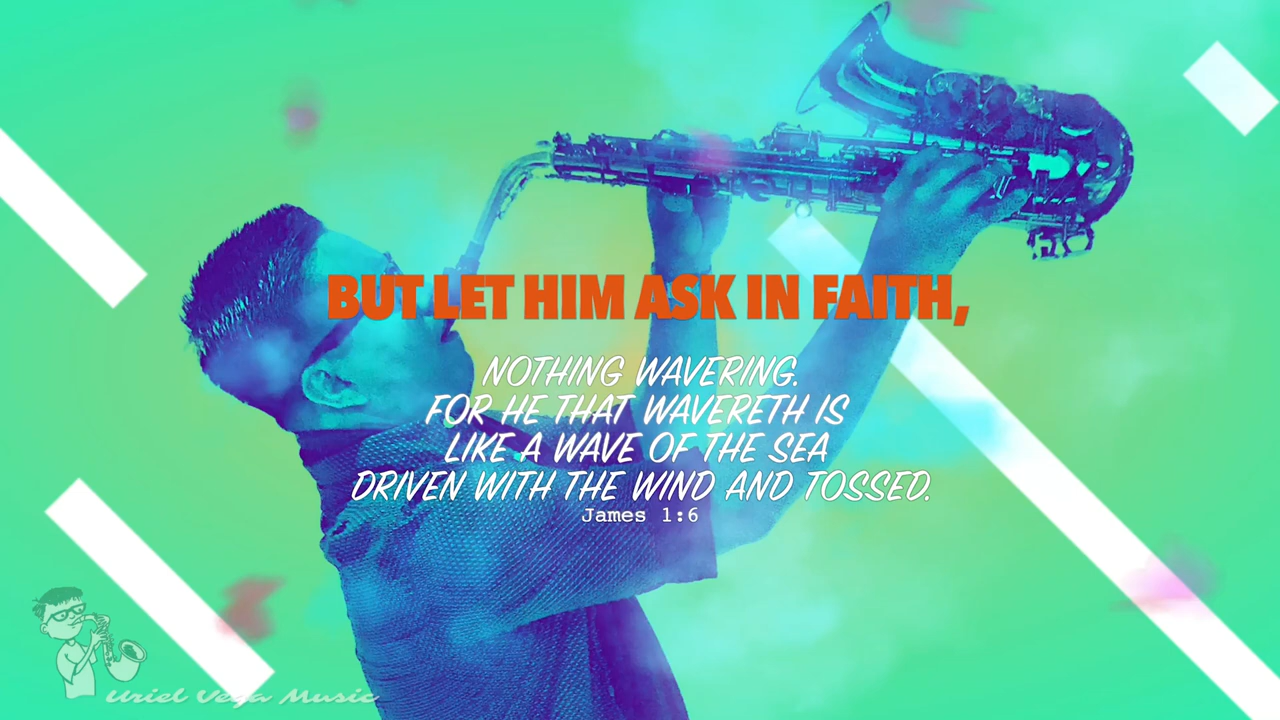 BUT LET HIM ASK IN FAITH,
NOTHING WAVERING.
FOR HE THAT WAVERETH IS
LIKE A WAVE OF THE SEA
DRIVEN WITH THE WIND AND TOSSED.
James 1:6
Uriel Vega Music